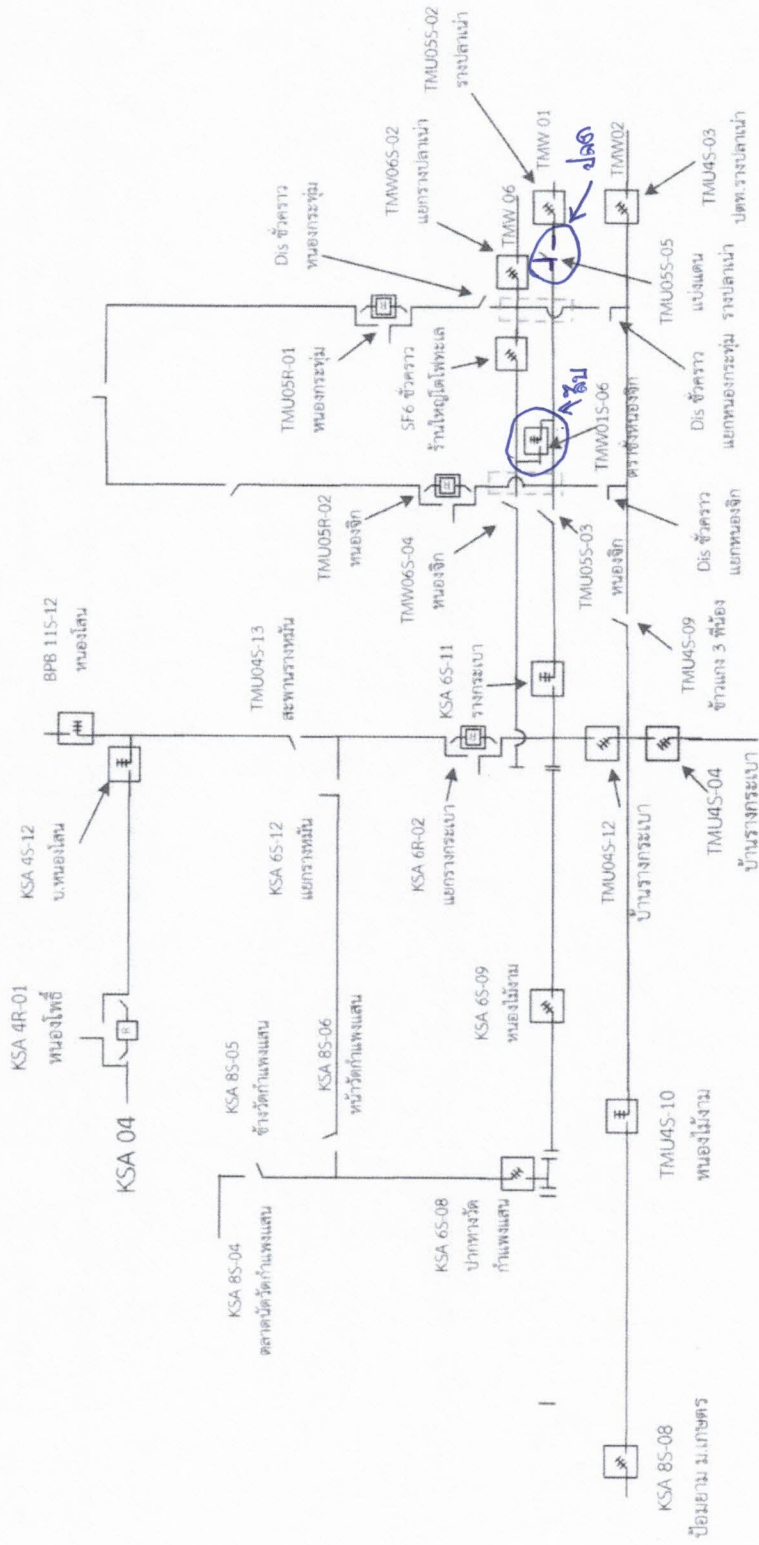 KSA 4R-01
หนองโพธิ์
KSA 04
KSA 4S-12
บ.หนองโสน
BPB 11S-12
หนองโสน
KSA 8S-04
ตลาดนัดวัดกำแพงแสน
KSA 8S-05
ข้างวัดกำแพงแสน
KSA 8S-06
หน้าวัดกำแพงแสน
KSA 6S-12
แยกรางหมัน
TMU04S-13
สะพานรางหมัน
KSA 6S-08
ปากทางวัด
กำแพงแสน
KSA 6S-09
หนองไม้งาม
KSA 6R-02
แยกรางกระเบา
KSA 6S-11
รางกระเบา
TMU05R-02
หนองจิก
TMW06S-04
หนองจิก
TMU05R-01
หนองกระทุ่ม
Dis ชั่วคราว
หนองกระทุ่ม
SF6 ชั่วคราว
ร้านใหญ่โตโฟทะเล
TMW06S-02
แยกรางปลาเน่า
TMU05S-02
รางปลาเน่า
TMW 06
TMW 01
TMW02
ปลด
สับ
TMW01S-06
ตราชั่งหนองจิก
TMU05S-03
หนองจิก
TMU05S-05
แบ่งแดน
TMU4S-03
ปตท.รางปลาเน่า
Dis ชั่วคราว
แยกหนองกระทุ่ม รางปลาเน่า
Dis ชั่วคราว
แยกหนองจิก
TMU4S-09
ข้าวแกง 3 พี่น้อง
TMU04S-12
บ้านรางกระเบา
TMU4S-04
บ้านรางกระเบา
TMU4S-10
หนองไม้งาม
KSA 8S-08
ป้อมยาม ม.เกษตร